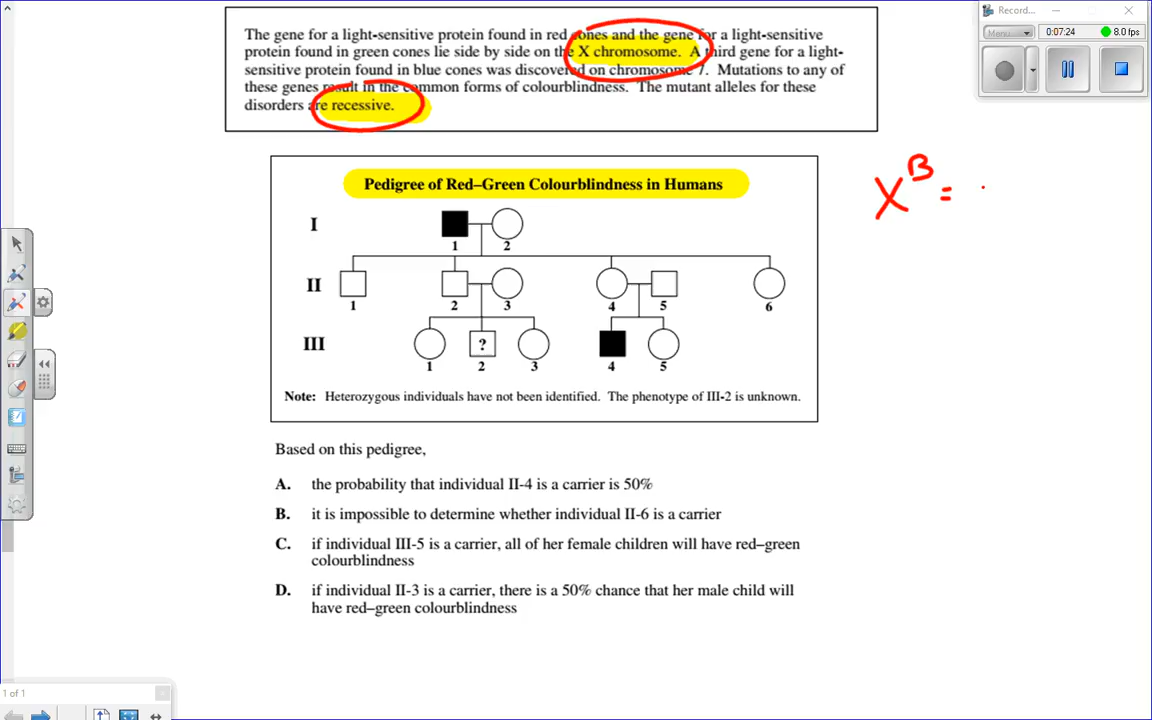 The gene for a light-sensitive protein found in red cones and the gene for a light-sensitive
protein found in green cones lie side by side on the X chromosome. A third gene for a light-
sensitive protein found in blue cones was discovered on chromosome 7. Mutations to any of
these genes result in the common forms of colourblindness. The mutant alleles for these
disorders are recessive.
Record...
Menu
0:07:24
8.0 fps
X^B =
Pedigree of Red–Green Colourblindness in Humans
I
1 2
II
1 2 3 4 5 6
III
?
1 2 3 4 5
Note: Heterozygous individuals have not been identified. The phenotype of III-2 is unknown.
Based on this pedigree,
A. the probability that individual II-4 is a carrier is 50%
B. it is impossible to determine whether individual II-6 is a carrier
C. if individual III-5 is a carrier, all of her female children will have red–green
colourblindness
D. if individual II-3 is a carrier, there is a 50% chance that her male child will
have red–green colourblindness
1 of 1